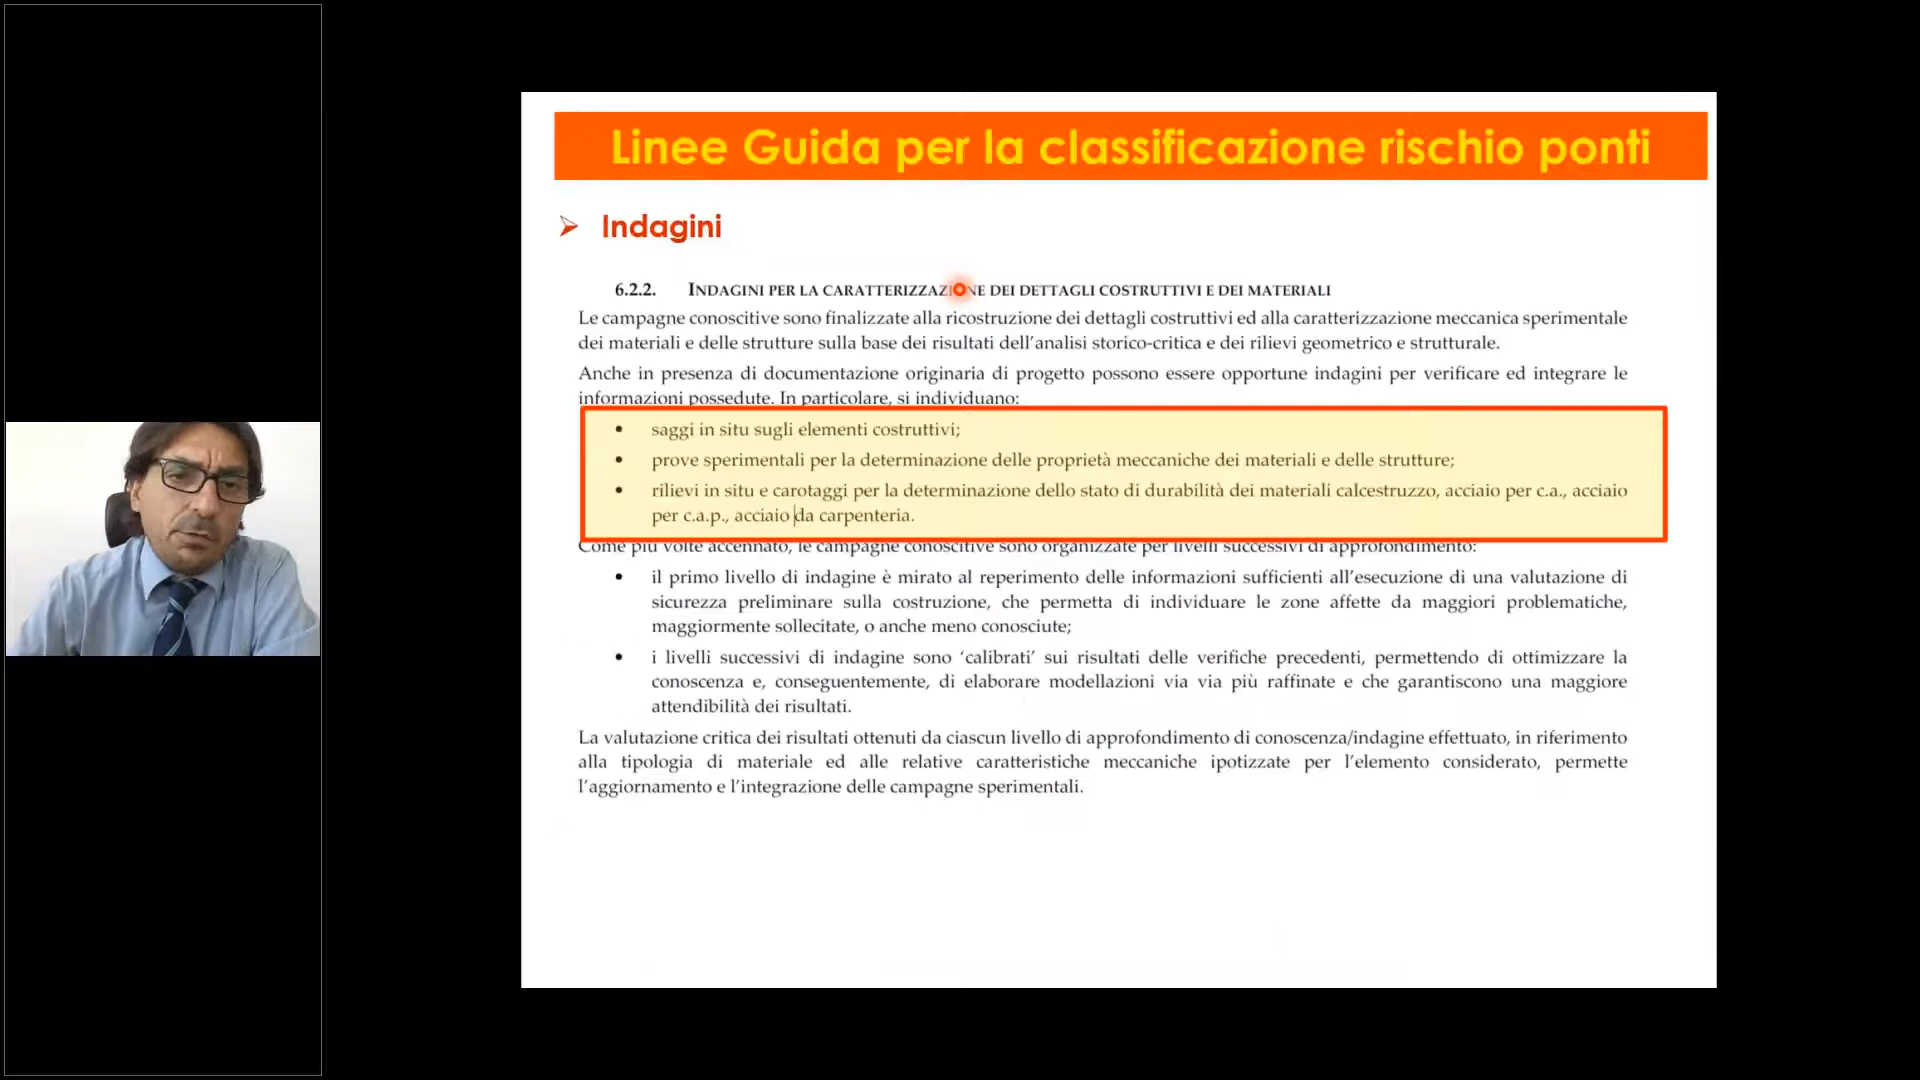 Linee Guida per la classificazione rischio ponti
Indagini
6.2.2. INDAGINI PER LA CARATTERIZZAZIONE DEI DETTAGLI COSTRUTTIVI E DEI MATERIALI
Le campagne conoscitive sono finalizzate alla ricostruzione dei dettagli costruttivi ed alla caratterizzazione meccanica sperimentale
dei materiali e delle strutture sulla base dei risultati dell'analisi storico-critica e dei rilievi geometrico e strutturale.
Anche in presenza di documentazione originaria di progetto possono essere opportune indagini per verificare ed integrare le
informazioni possedute. In particolare, si individuano:
• saggi in situ sugli elementi costruttivi;
• prove sperimentali per la determinazione delle proprietà meccaniche dei materiali e delle strutture;
• rilievi in situ e carotaggi per la determinazione dello stato di durabilità dei materiali calcestruzzo, acciaio per c.a., acciaio
per c.a.p., acciaio da carpenteria.
Come più volte accennato, le campagne conoscitive sono organizzate per livelli successivi di approfondimento:
• il primo livello di indagine è mirato al reperimento delle informazioni sufficienti all'esecuzione di una valutazione di
sicurezza preliminare sulla costruzione, che permetta di individuare le zone affette da maggiori problematiche,
maggiormente sollecitate, o anche meno conosciute;
• i livelli successivi di indagine sono 'calibrati' sui risultati delle verifiche precedenti, permettendo di ottimizzare la
conoscenza e, conseguentemente, di elaborare modellazioni via via più raffinate e che garantiscono una maggiore
attendibilità dei risultati.
La valutazione critica dei risultati ottenuti da ciascun livello di approfondimento di conoscenza/indagine effettuato, in riferimento
alla tipologia di materiale ed alle relative caratteristiche meccaniche ipotizzate per l'elemento considerato, permette
l'aggiornamento e l'integrazione delle campagne sperimentali.